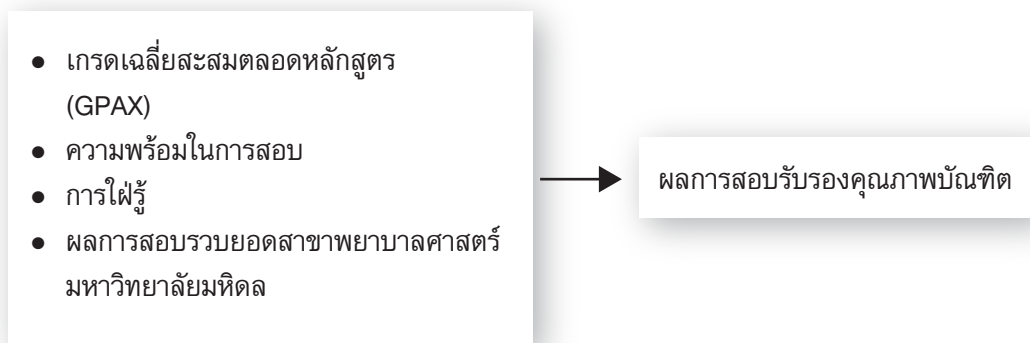 ● เกรดเฉลี่ยสะสมตลอดหลักสูตร
(GPAX)
● ความพร้อมในการสอบ
● การใฝ่รู้
● ผลการสอบรวบยอดสาขาพยาบาลศาสตร์
มหาวิทยาลัยมหิดล
ผลการสอบรับรองคุณภาพบัณฑิต